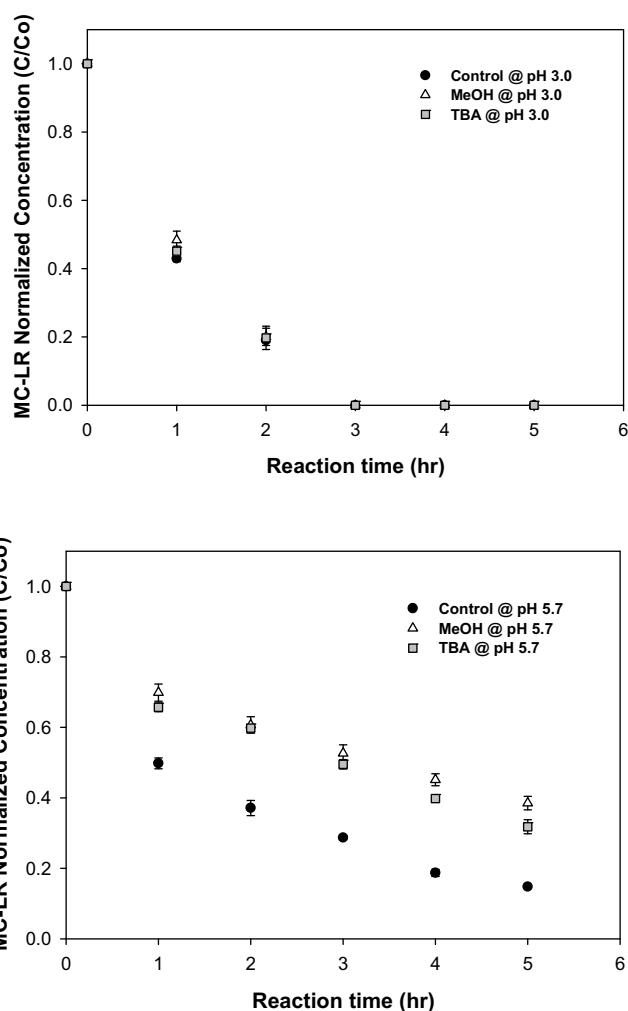 MC-LR Normalized Concentration (C/Co)
1.0
0.8
0.6
0.4
0.2
0.0
Control @ pH 3.0
MeOH @ pH 3.0
TBA @ pH 3.0
0 1 2 3 4 5 6
Reaction time (hr)
MC-LR Normalized Concentration (C/Co)
1.0
0.8
0.6
0.4
0.2
0.0
Control @ pH 5.7
MeOH @ pH 5.7
TBA @ pH 5.7
0 1 2 3 4 5 6
Reaction time (hr)